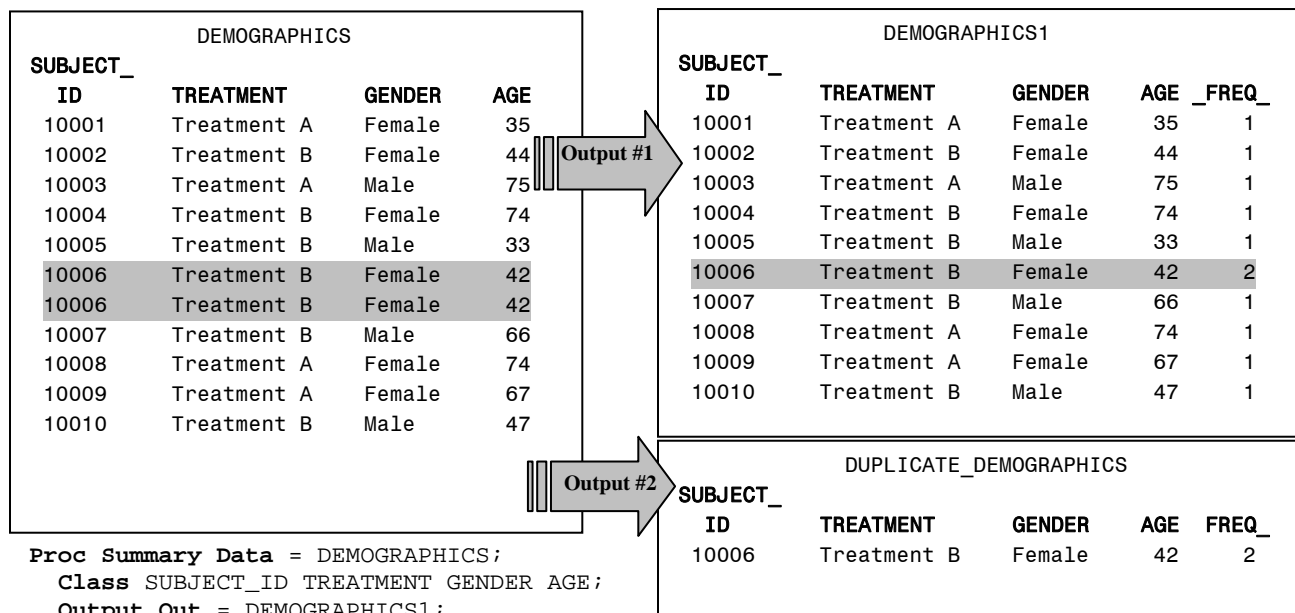 DEMOGRAPHICS
SUBJECT_
ID TREATMENT GENDER AGE
10001 Treatment A Female 35
10002 Treatment B Female 44
10003 Treatment A Male 75
10004 Treatment B Female 74
10005 Treatment B Male 33
10006 Treatment B Female 42
10006 Treatment B Female 42
10007 Treatment B Male 66
10008 Treatment A Female 74
10009 Treatment A Female 67
10010 Treatment B Male 47
Output #1
DEMOGRAPHICS1
SUBJECT_
ID TREATMENT GENDER AGE _FREQ_
10001 Treatment A Female 35 1
10002 Treatment B Female 44 1
10003 Treatment A Male 75 1
10004 Treatment B Female 74 1
10005 Treatment B Male 33 1
10006 Treatment B Female 42 2
10007 Treatment B Male 66 1
10008 Treatment A Female 74 1
10009 Treatment A Female 67 1
10010 Treatment B Male 47 1
Output #2
DUPLICATE_DEMOGRAPHICS
SUBJECT_
ID TREATMENT GENDER AGE FREQ_
10006 Treatment B Female 42 2
Proc Summary Data = DEMOGRAPHICS;
Class SUBJECT_ID TREATMENT GENDER AGE;
Output Out = DEMOGRAPHICS1;